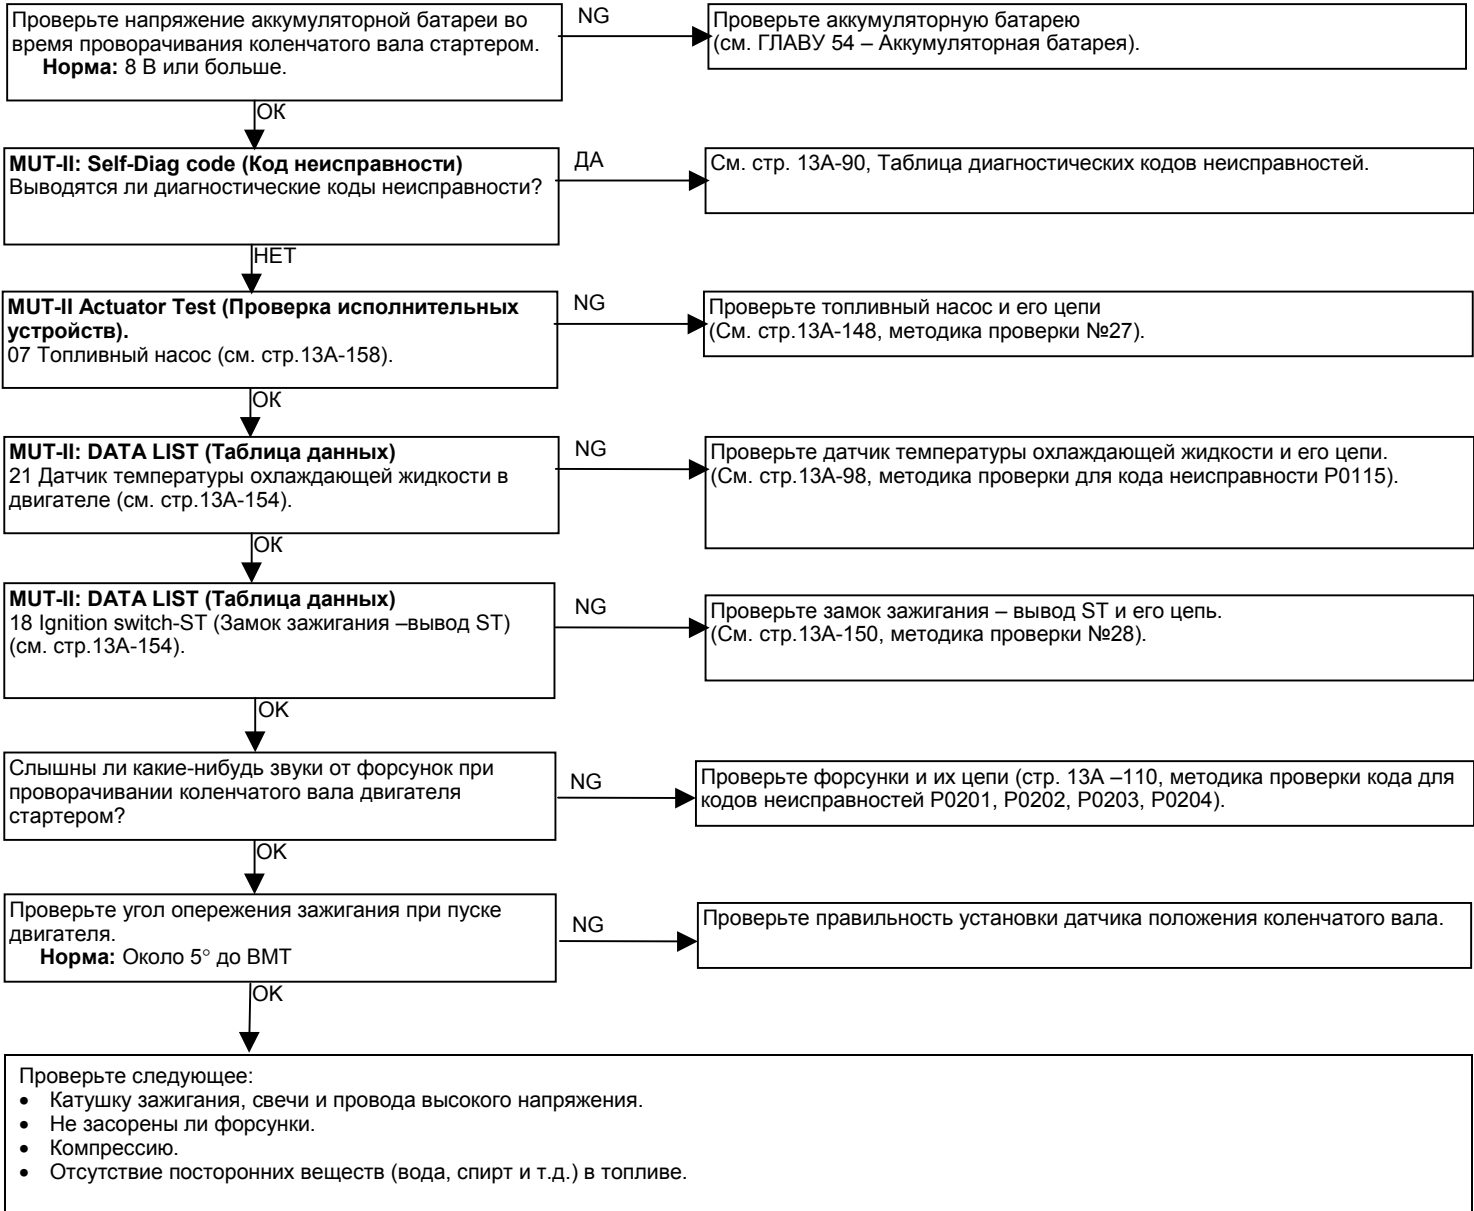 Проверьте напряжение аккумуляторной батареи во
время проворачивания коленчатого вала стартером.
Норма: 8 В или больше.
NG
Проверьте аккумуляторную батарею
(см. ГЛАВУ 54 – Аккумуляторная батарея).
ОК
MUT-II: Self-Diag code (Код неисправности)
Выводятся ли диагностические коды неисправности?
ДА
См. стр. 13А-90, Таблица диагностических кодов неисправностей.
НЕТ
MUT-II Actuator Test (Проверка исполнительных
устройств).
07 Топливный насос (см. стр.13А-158).
NG
Проверьте топливный насос и его цепи
(См. стр.13А-148, методика проверки №27).
ОК
MUT-II: DATA LIST (Таблица данных)
21 Датчик температуры охлаждающей жидкости в
двигателе (см. стр.13А-154).
NG
Проверьте датчик температуры охлаждающей жидкости и его цепи.
(См. стр.13А-98, методика проверки для кода неисправности Р0115).
ОК
MUT-II: DATA LIST (Таблица данных)
18 Ignition switch-ST (Замок зажигания –вывод ST)
(см. стр.13А-154).
NG
Проверьте замок зажигания – вывод ST и его цепь.
(См. стр.13А-150, методика проверки №28).
OK
Слышны ли какие-нибудь звуки от форсунок при
проворачивании коленчатого вала двигателя
стартером?
NG
Проверьте форсунки и их цепи (стр. 13А –110, методика проверки кода для
кодов неисправностей Р0201, Р0202, Р0203, Р0204).
OK
Проверьте угол опережения зажигания при пуске
двигателя.
Норма: Около 5° до ВМТ
NG
Проверьте правильность установки датчика положения коленчатого вала.
OK
Проверьте следующее:
• Катушку зажигания, свечи и провода высокого напряжения.
• Не засорены ли форсунки.
• Компрессию.
• Отсутствие посторонних веществ (вода, спирт и т.д.) в топливе.